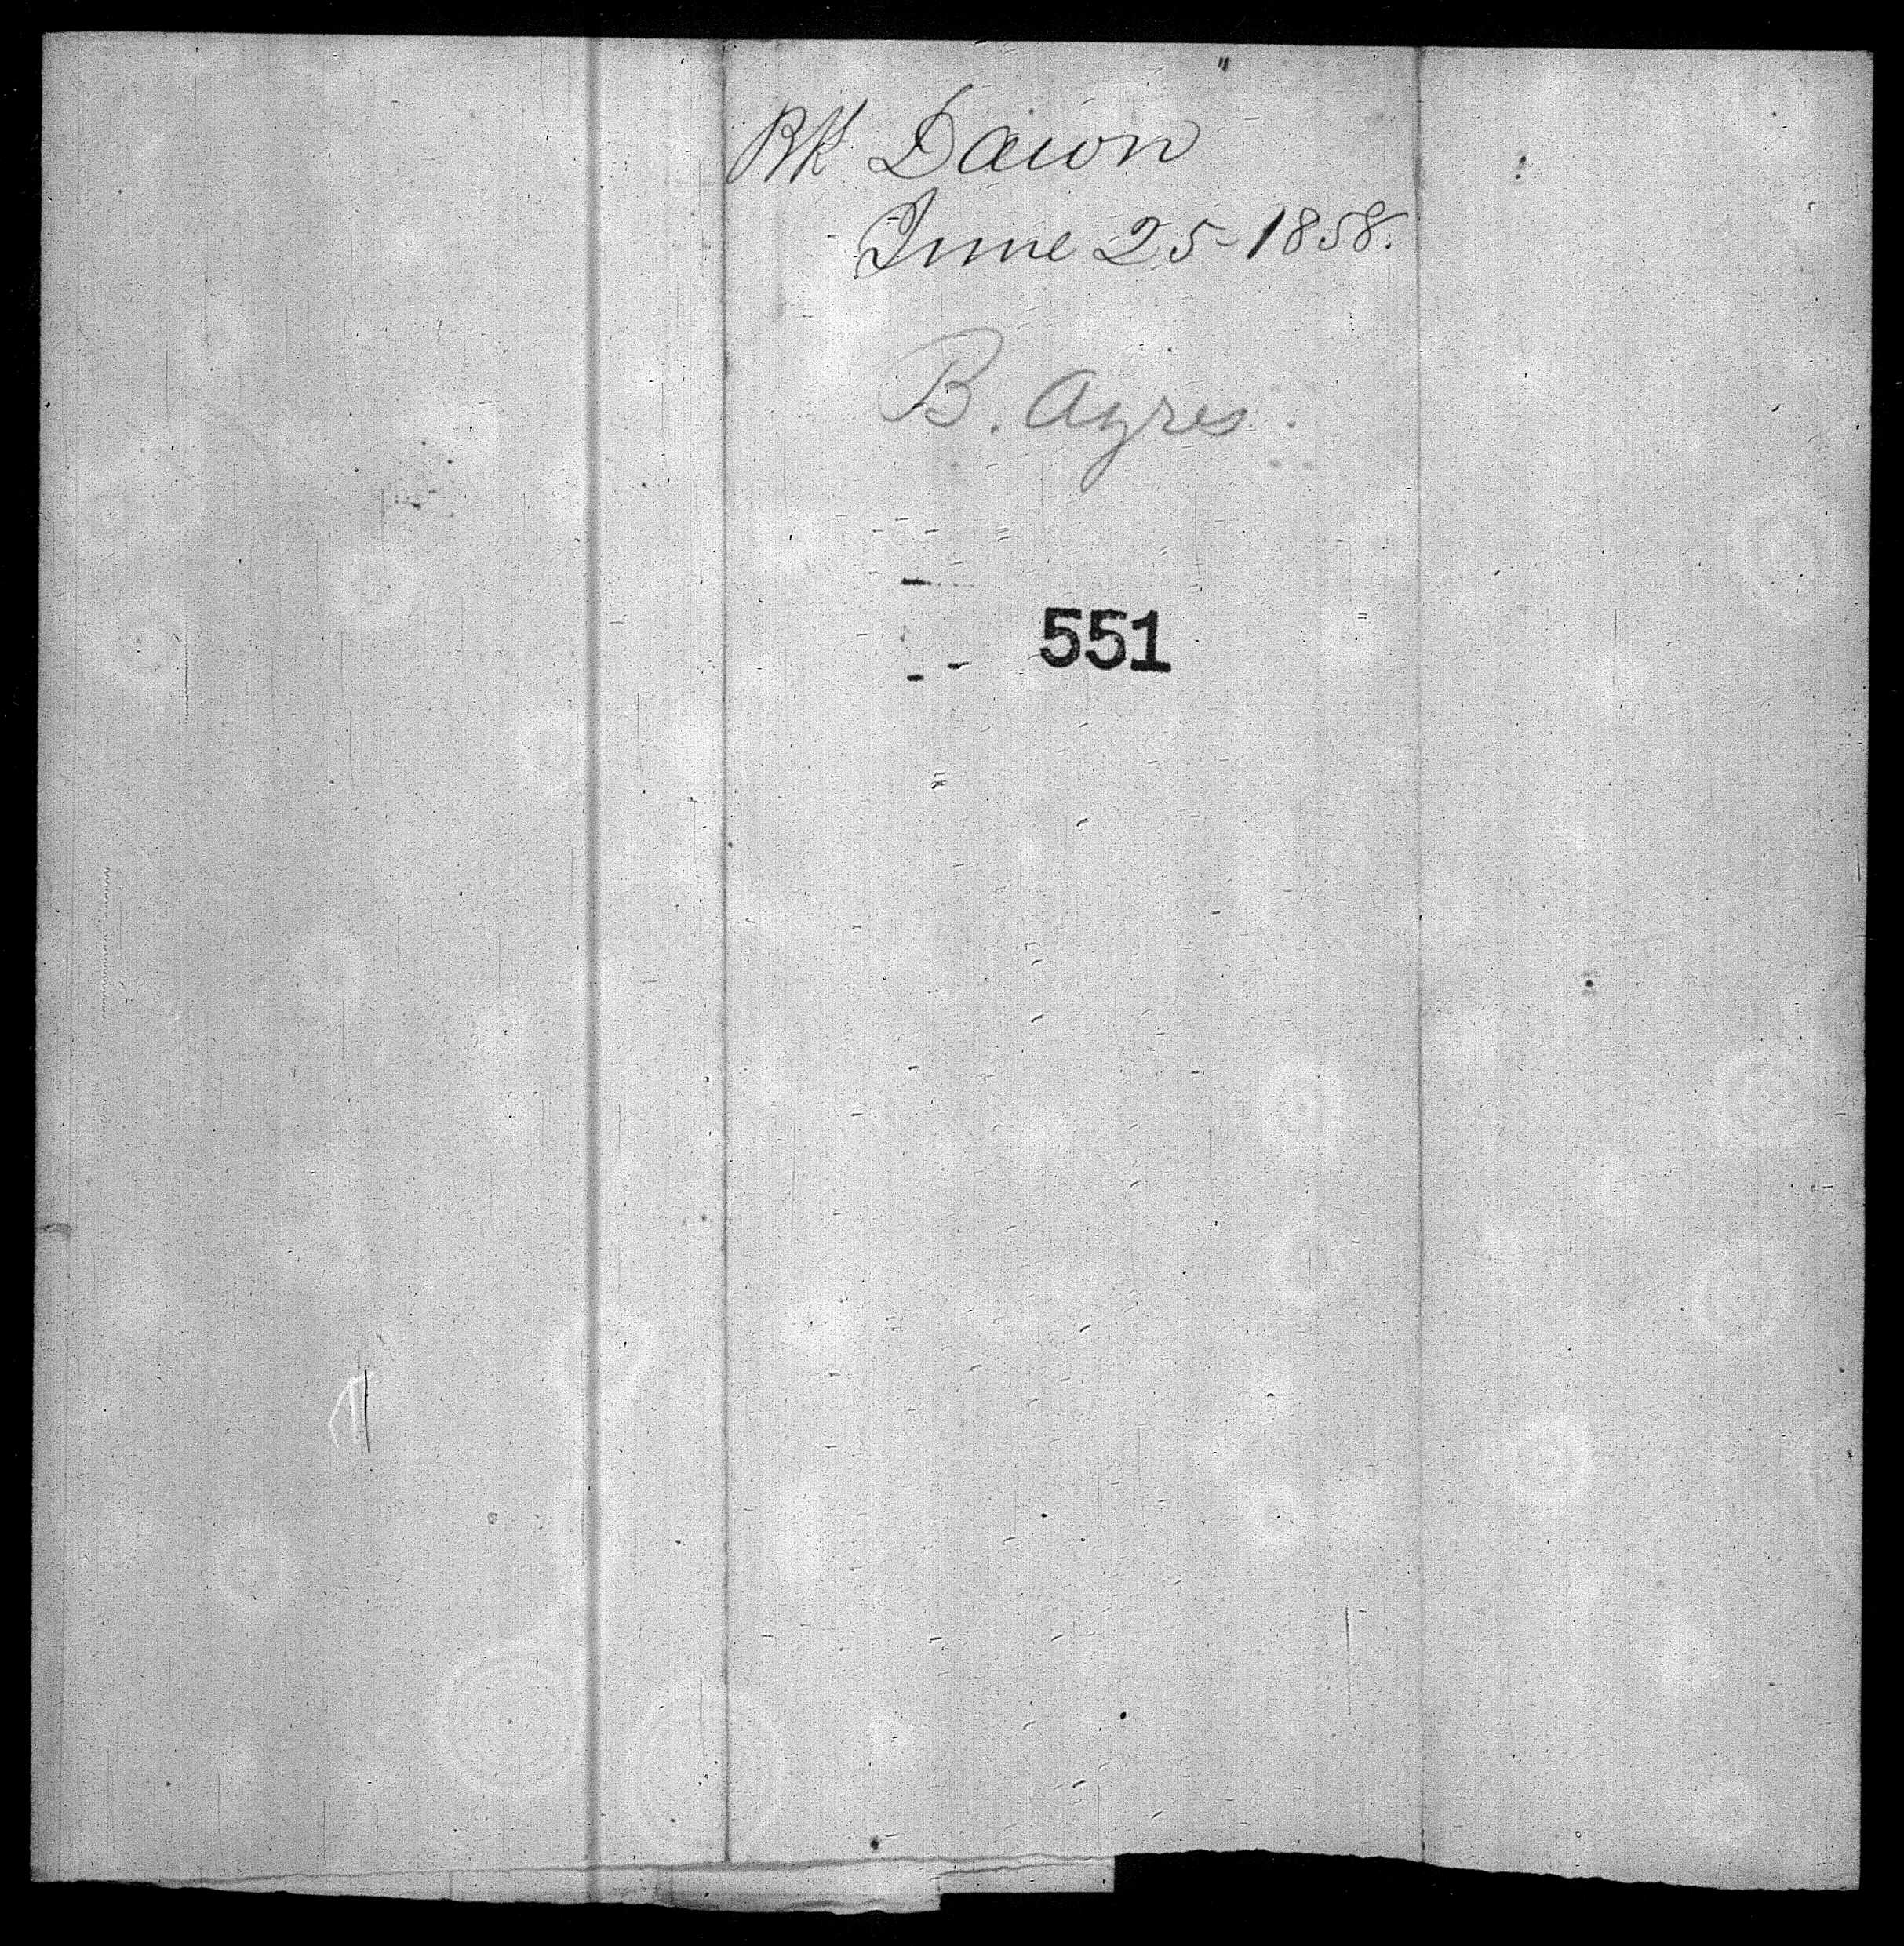 Bk Dawn
June 25-1858.
B. Ayres.
551